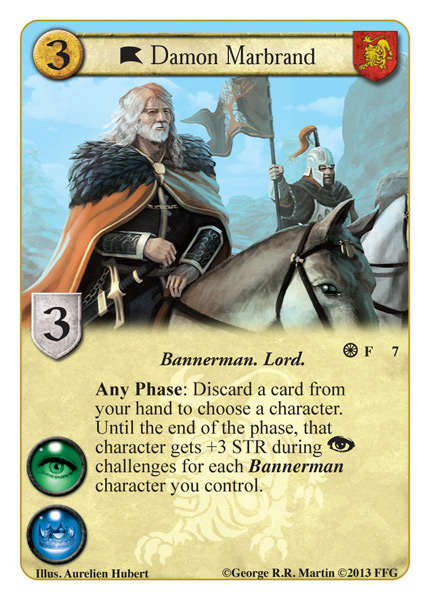 3
Damon Marbrand
3
Bannerman. Lord.
F 7
Any Phase: Discard a card from
your hand to choose a character.
Until the end of the phase, that
character gets +3 STR during
challenges for each Bannerman
character you control.
Illus. Aurelien Hubert
©George R.R. Martin ©2013 FFG